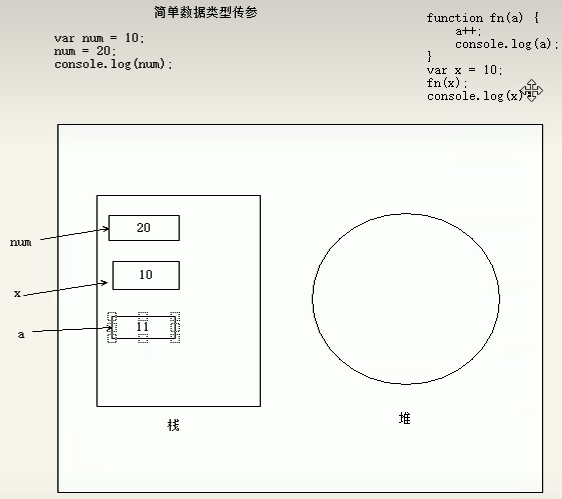 简单数据类型传参
var num = 10;
num = 20;
console.log(num);
function fn(a) {
a++;
console.log(a);
}
var x = 10;
fn(x);
console.log(x)
num
20
x
10
a
11
栈
堆